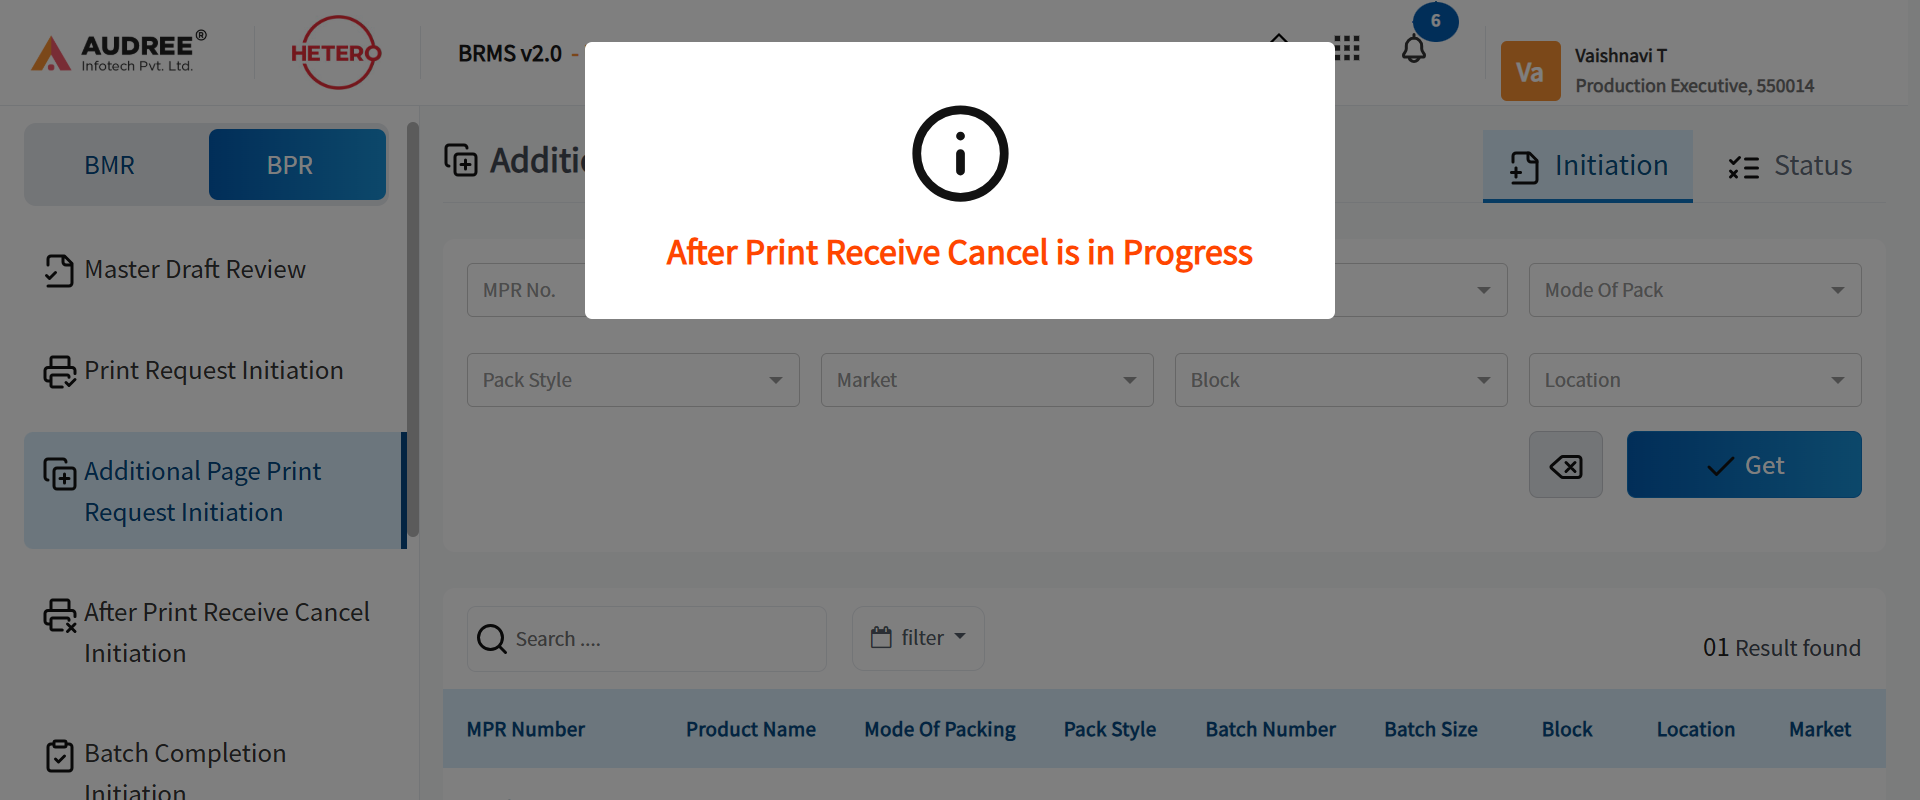 AUDREE®
Infotech Pvt. Ltd.
HETERO
BRMS v2.0 -
6
Va
Vaishnavi T
Production Executive, 550014
After Print Receive Cancel is in Progress
BMR
BPR
Initiation
Status
Master Draft Review
Print Request Initiation
Additional Page Print
Request Initiation
After Print Receive Cancel
Initiation
Batch Completion
Initiation
MPR No.
Mode Of Pack
Pack Style
Market
Block
Location
Get
Search ....
filter
01 Result found
MPR Number Product Name Mode Of Packing Pack Style Batch Number Batch Size Block Location Market